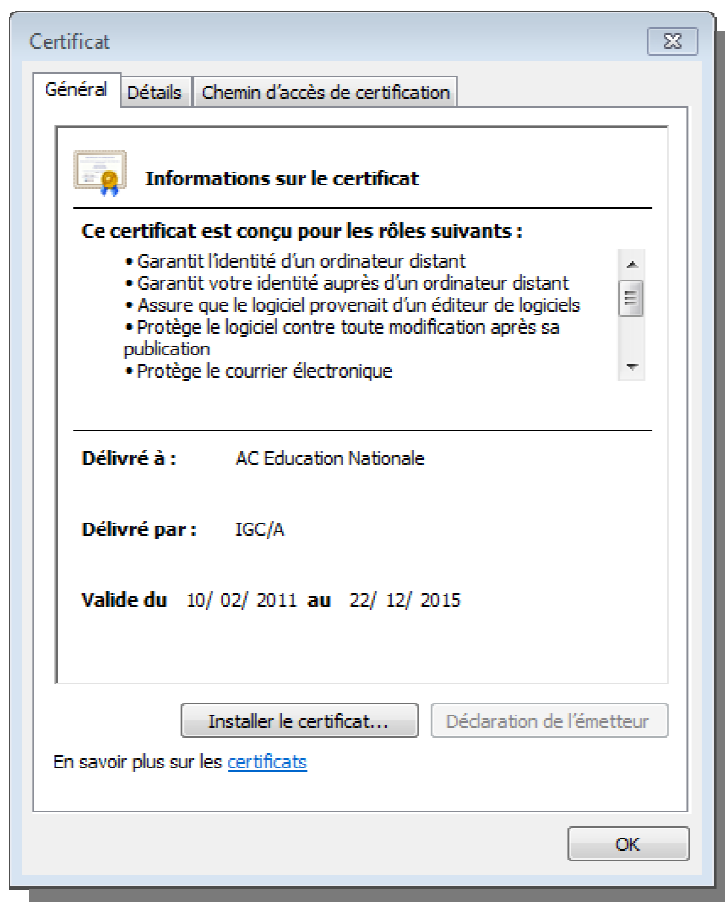 Certificat
Général Détails Chemin d'accès de certification
Informations sur le certificat
Ce certificat est conçu pour les rôles suivants :
• Garantit l'identité d'un ordinateur distant
• Garantit votre identité auprès d'un ordinateur distant
• Assure que le logiciel provenait d'un éditeur de logiciels
• Protège le logiciel contre toute modification après sa
publication
• Protège le courrier électronique
Délivré à : AC Education Nationale
Délivré par : IGC/A
Valide du 10/ 02/ 2011 au 22/ 12/ 2015
Installer le certificat... Déclaration de l'émetteur
En savoir plus sur les certificats
OK